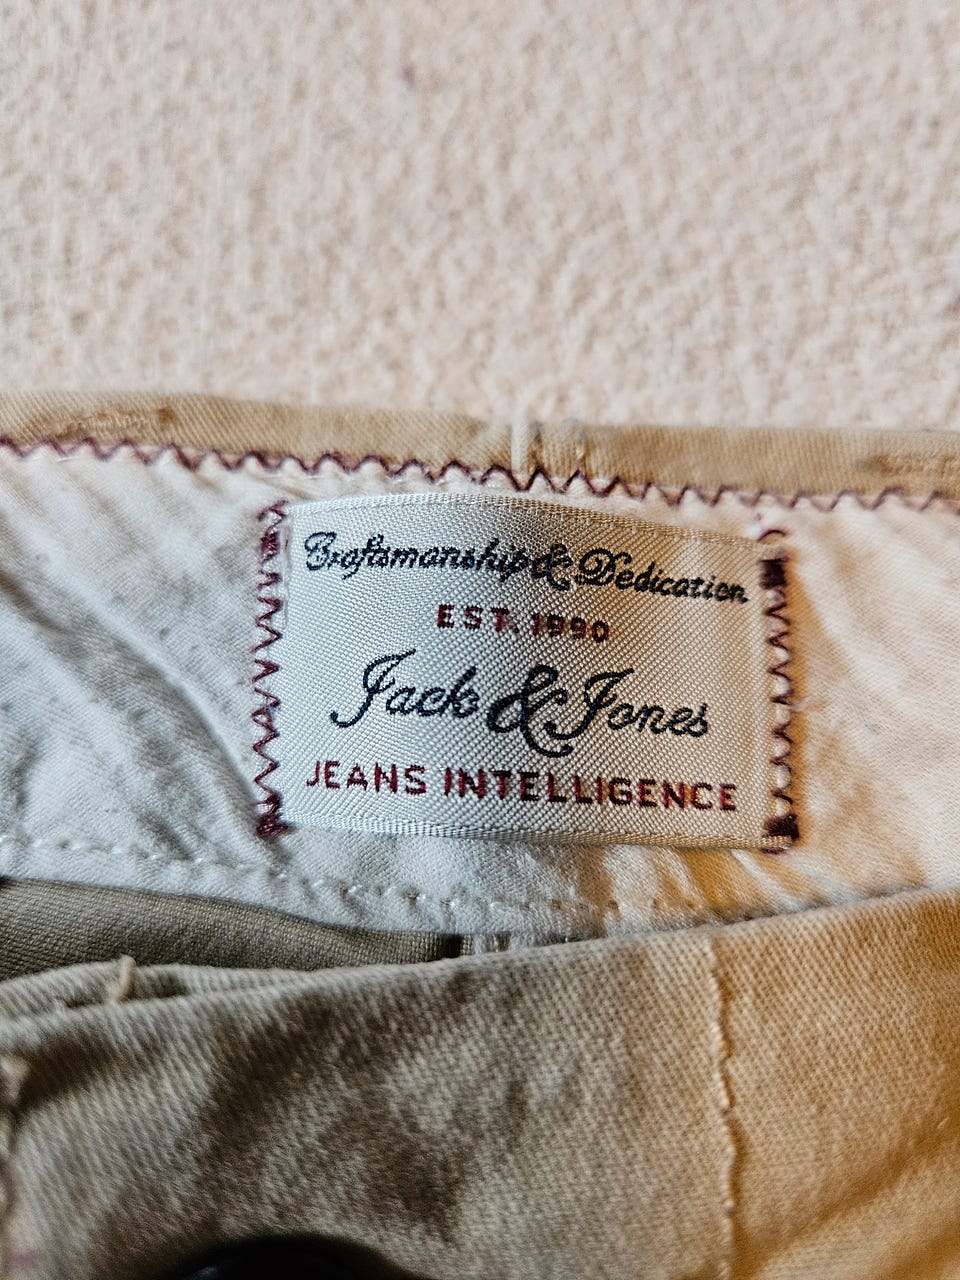 Craftsmanship & Dedication
EST. 1990
Jack & Jones
JEANS INTELLIGENCE